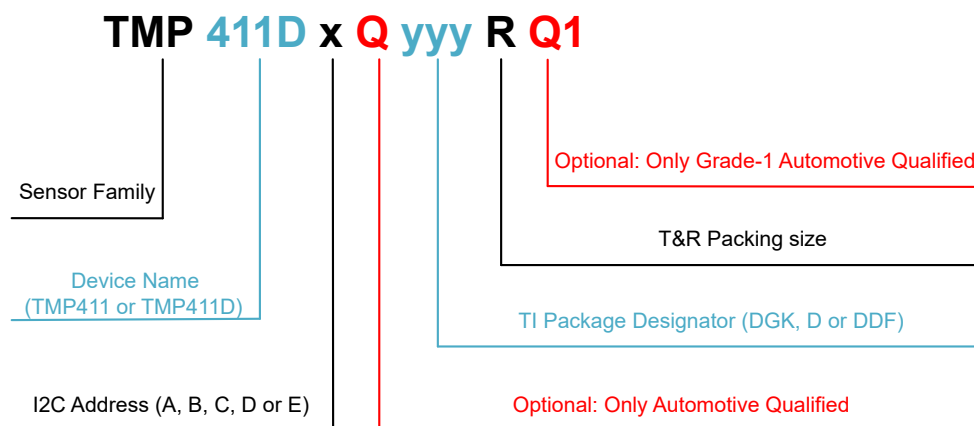 TMP 411D x Q yyy R Q1
Optional: Only Grade-1 Automotive Qualified
Sensor Family
T&R Packing size
Device Name
(TMP411 or TMP411D)
TI Package Designator (DGK, D or DDF)
I2C Address (A, B, C, D or E)
Optional: Only Automotive Qualified